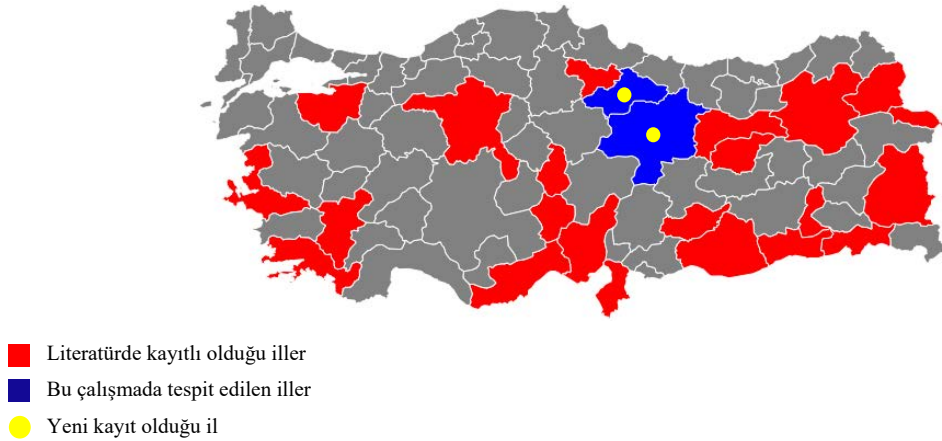 Literatürde kayıtlı olduğu iller
Bu çalışmada tespit edilen iller
Yeni kayıt olduğu il